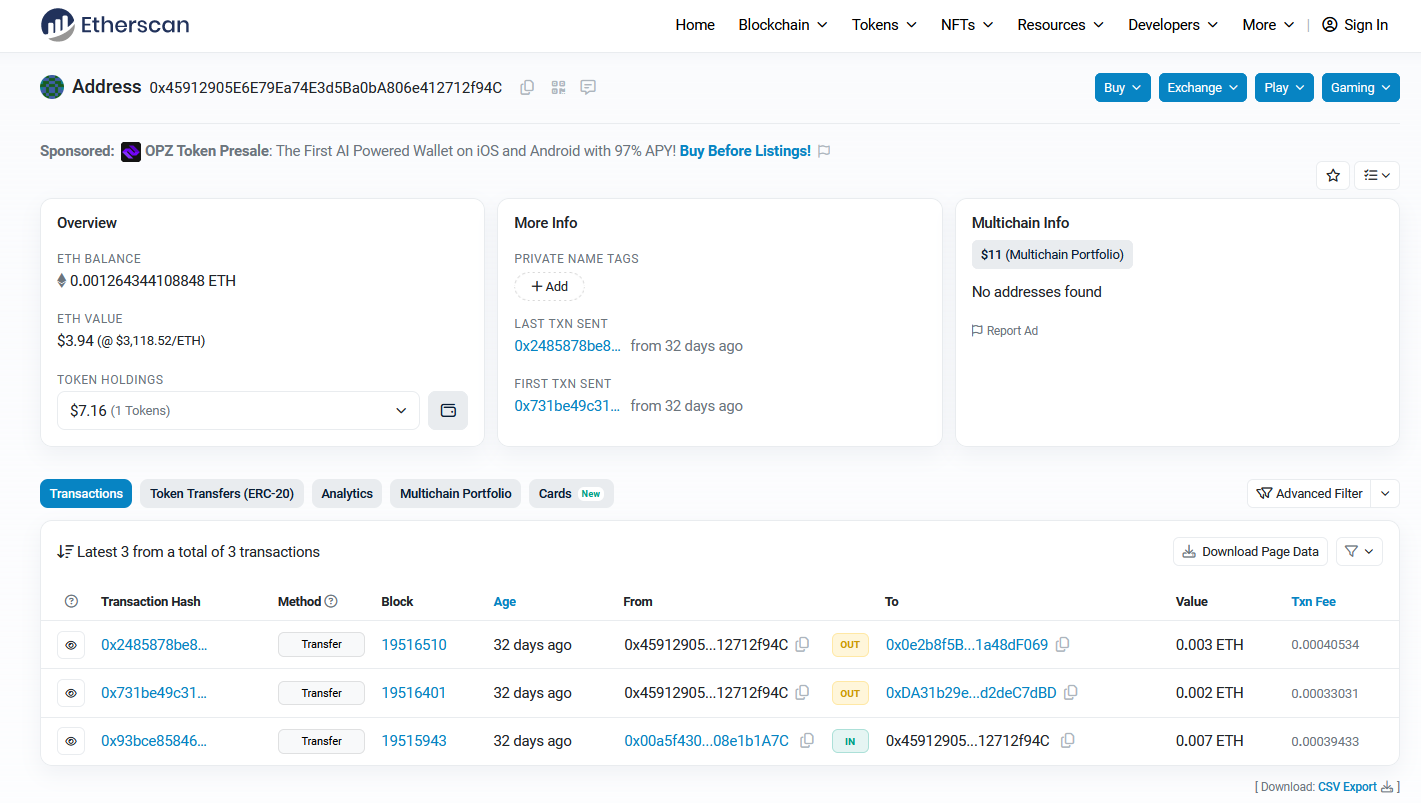 Etherscan
Home Blockchain Tokens NFTs Resources Developers More | Sign In
Address 0x45912905E6E79Ea74E3d5Ba0bA806e412712f94C
Buy Exchange Play Gaming
Sponsored: OPZ Token Presale: The First AI Powered Wallet on iOS and Android with 97% APY! Buy Before Listings!
Overview
ETH BALANCE
0.001264344108848 ETH
ETH VALUE
$3.94 (@ $3,118.52/ETH)
TOKEN HOLDINGS
$7.16 (1 Tokens)
More Info
PRIVATE NAME TAGS
+ Add
LAST TXN SENT
0x2485878be8... from 32 days ago
FIRST TXN SENT
0x731be49c31... from 32 days ago
Multichain Info
$11 (Multichain Portfolio)
No addresses found
Report Ad
Transactions Token Transfers (ERC-20) Analytics Multichain Portfolio Cards New
Advanced Filter
Latest 3 from a total of 3 transactions
Download Page Data
Transaction Hash Method Block Age From To Value Txn Fee
0x2485878be8... Transfer 19516510 32 days ago 0x45912905...12712f94C OUT 0x0e2b8f5B...1a48dF069 0.003 ETH 0.00040534
0x731be49c31... Transfer 19516401 32 days ago 0x45912905...12712f94C OUT 0xDA31b29e...d2deC7dBD 0.002 ETH 0.00033031
0x93bce85846... Transfer 19515943 32 days ago 0x00a5f430...08e1b1A7C IN 0x45912905...12712f94C 0.007 ETH 0.00039433
[ Download: CSV Export ]